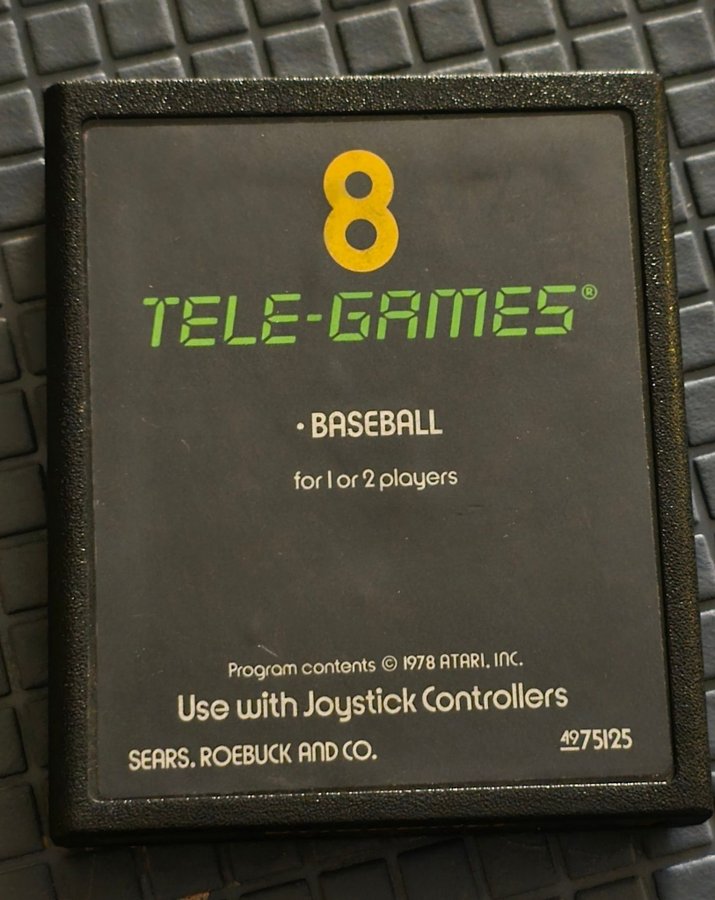 8
TELE-GAMES®
• BASEBALL
for 1 or 2 players
Program contents © 1978 ATARI, INC.
Use with Joystick Controllers
SEARS, ROEBUCK AND CO.
4975125